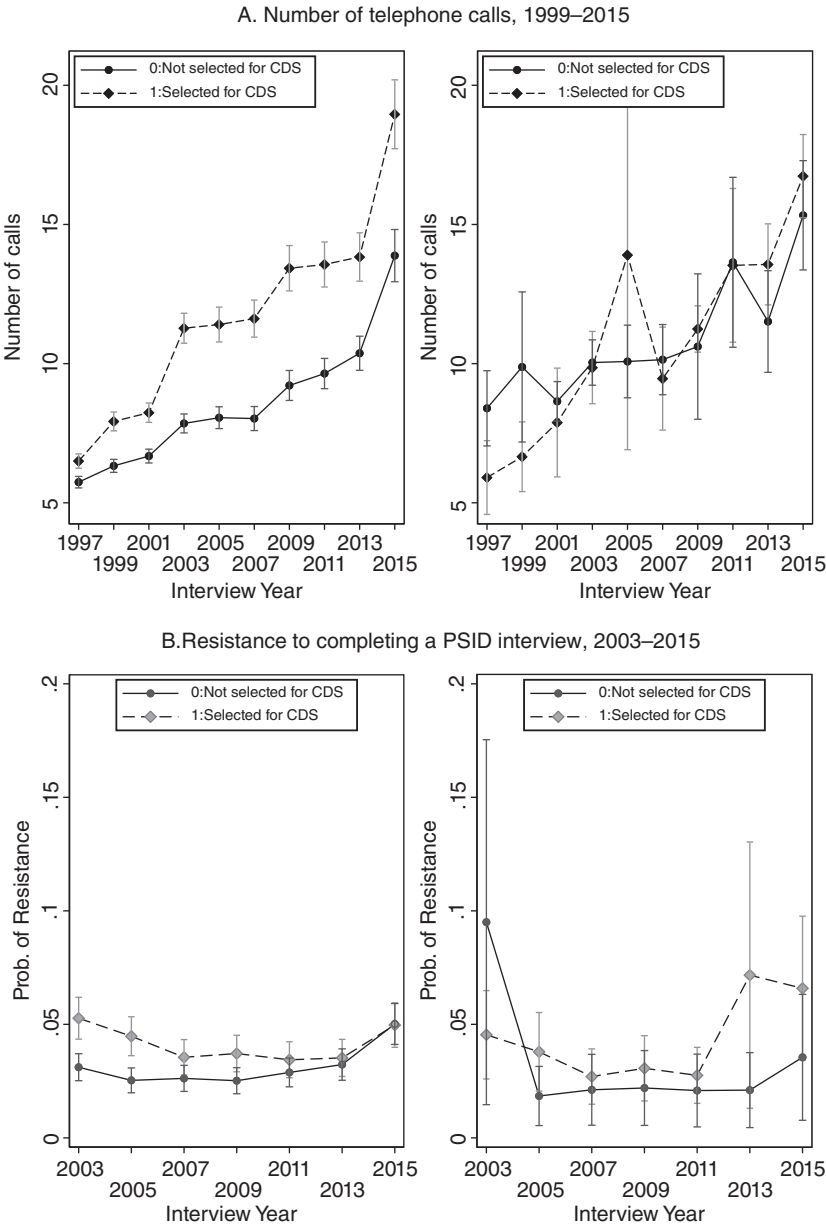 A. Number of telephone calls, 1999–2015
0:Not selected for CDS
1:Selected for CDS
Number of calls
20
15
10
5
1997 2001 2005 2009 2013
1999 2003 2007 2011 2015
Interview Year
0:Not selected for CDS
1:Selected for CDS
Number of calls
20
15
10
5
1997 2001 2005 2009 2013
1999 2003 2007 2011 2015
Interview Year
B.Resistance to completing a PSID interview, 2003–2015
0:Not selected for CDS
1:Selected for CDS
Prob. of Resistance
.2
.15
.1
.05
0
2003 2007 2011 2015
2005 2009 2013
Interview Year
0:Not selected for CDS
1:Selected for CDS
Prob. of Resistance
.2
.15
.1
.05
0
2003 2007 2011 2015
2005 2009 2013
Interview Year